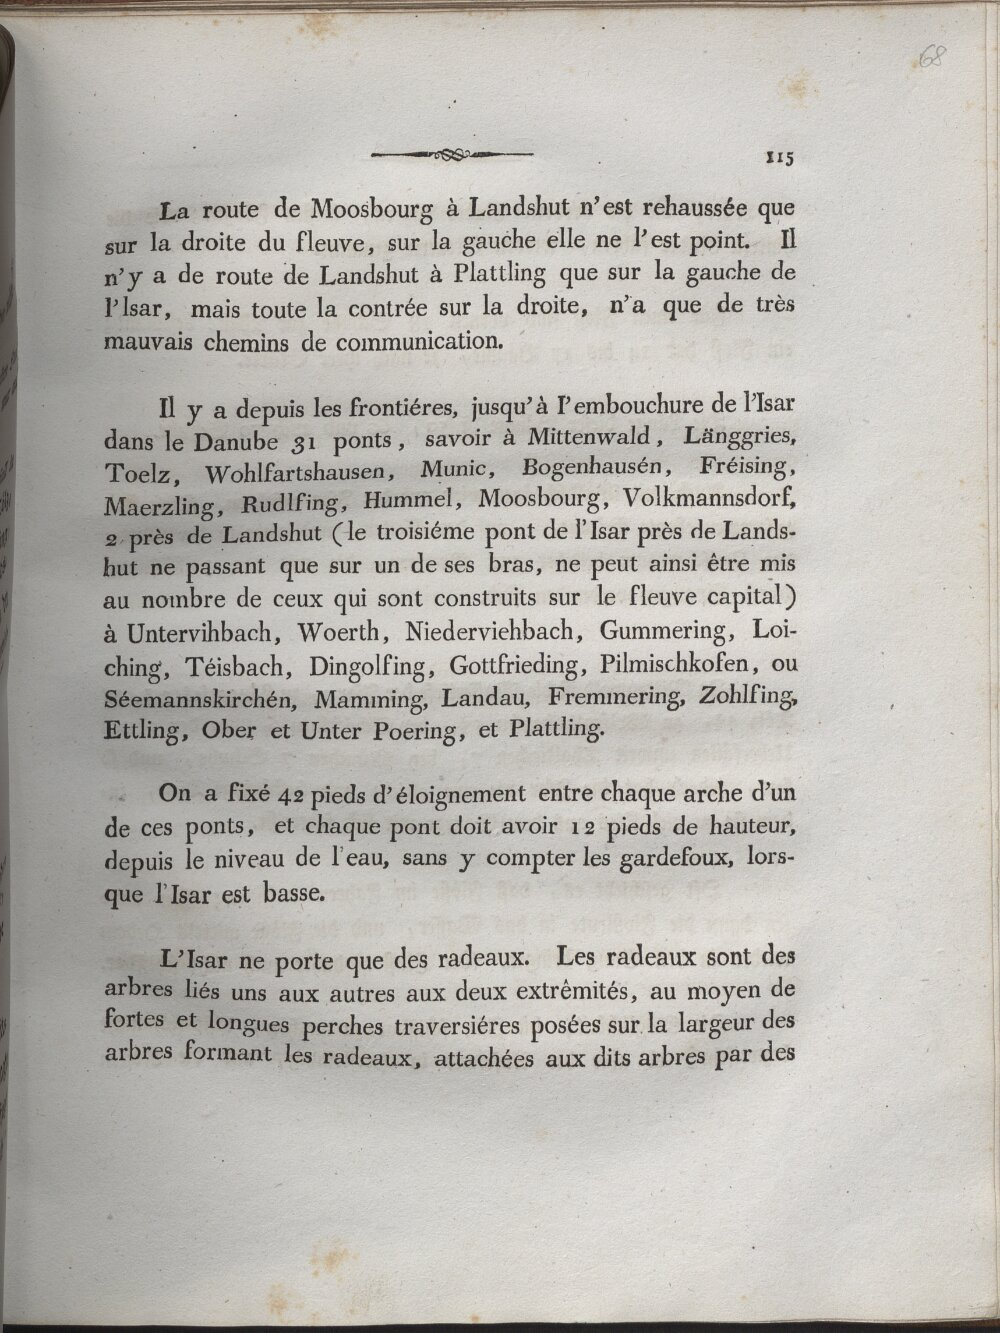 68
115
La route de Moosbourg à Landshut n'est rehaussée que
sur la droite du fleuve, sur la gauche elle ne l'est point. Il
n'y a de route de Landshut à Plattling que sur la gauche de
l'Isar, mais toute la contrée sur la droite, n'a que de très
mauvais chemins de communication.
Il y a depuis les frontiéres, jusqu'à l'embouchure de l'Isar
dans le Danube 31 ponts, savoir à Mittenwald, Länggries,
Toelz, Wohlfartshausen, Munic, Bogenhausén, Fréising,
Maerzling, Rudlfing, Hummel, Moosbourg, Volkmannsdorf,
2 près de Landshut (le troisiéme pont de l'Isar près de Lands-
hut ne passant que sur un de ses bras, ne peut ainsi être mis
au nombre de ceux qui sont construits sur le fleuve capital)
à Untervihbach, Woerth, Niederviehbach, Gummering, Loi-
ching, Téisbach, Dingolfing, Gottfrieding, Pilmischkofen, ou
Séemannskirchén, Mamming, Landau, Fremmering, Zohlfing,
Ettling, Ober et Unter Poering, et Plattling.
On a fixé 42 pieds d'éloignement entre chaque arche d'un
de ces ponts, et chaque pont doit avoir 12 pieds de hauteur,
depuis le niveau de l'eau, sans y compter les gardefoux, lors-
que l'Isar est basse.
L'Isar ne porte que des radeaux. Les radeaux sont des
arbres liés uns aux autres aux deux extrêmités, au moyen de
fortes et longues perches traversiéres posées sur la largeur des
arbres formant les radeaux, attachées aux dits arbres par des